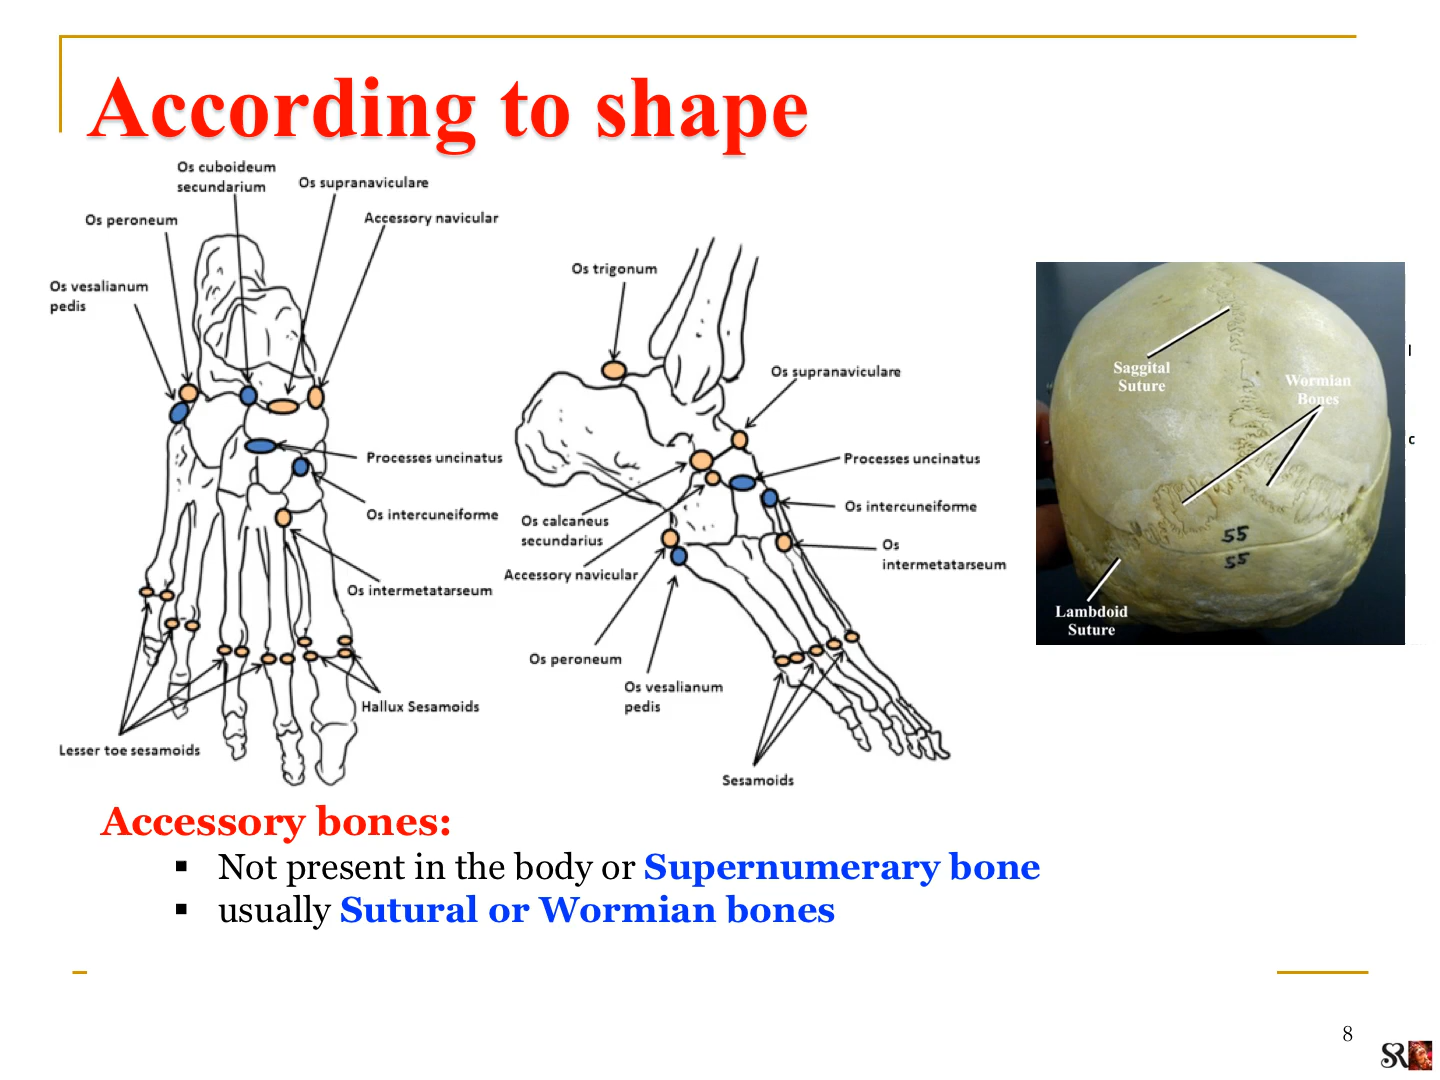 According to shape
Os cuboideum
secundarium
Os supranaviculare
Os peroneum
Accessory navicular
Os vesalianum
pedis
Processes uncinatus
Os intercuneiforme
Os intermetatarseum
Hallux Sesamoids
Lesser toe sesamoids
Os trigonum
Os supranaviculare
Processes uncinatus
Os calcaneus
secundarius
Os intercuneiforme
Os
intermetatarseum
Accessory navicular
Os peroneum
Os vesalianum
pedis
Sesamoids
Saggital
Suture
Wormian
Bones
55
55
Lambdoid
Suture
l
c
Accessory bones:
▪ Not present in the body or Supernumerary bone
▪ usually Sutural or Wormian bones
8
SR